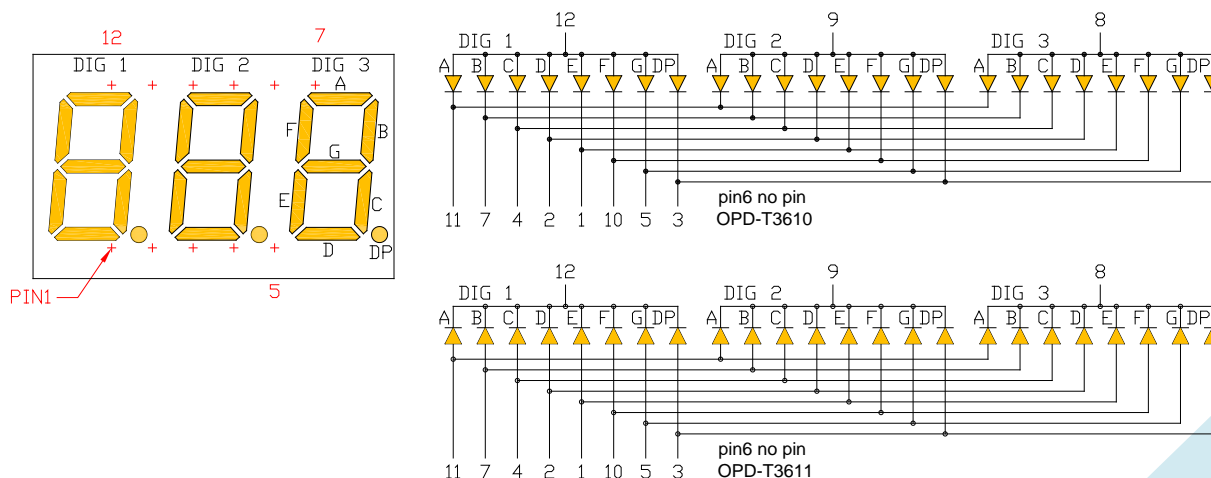 12 7
DIG 1 DIG 2 DIG 3
A
F B
G
E C
D DP
PIN1 5
12 9 8
DIG 1 DIG 2 DIG 3
A B C D E F G DP A B C D E F G DP A B C D E F G DP
pin6 no pin
11 7 4 2 1 10 5 3 OPD-T3610
12 9 8
DIG 1 DIG 2 DIG 3
A B C D E F G DP A B C D E F G DP A B C D E F G DP
pin6 no pin
11 7 4 2 1 10 5 3 OPD-T3611